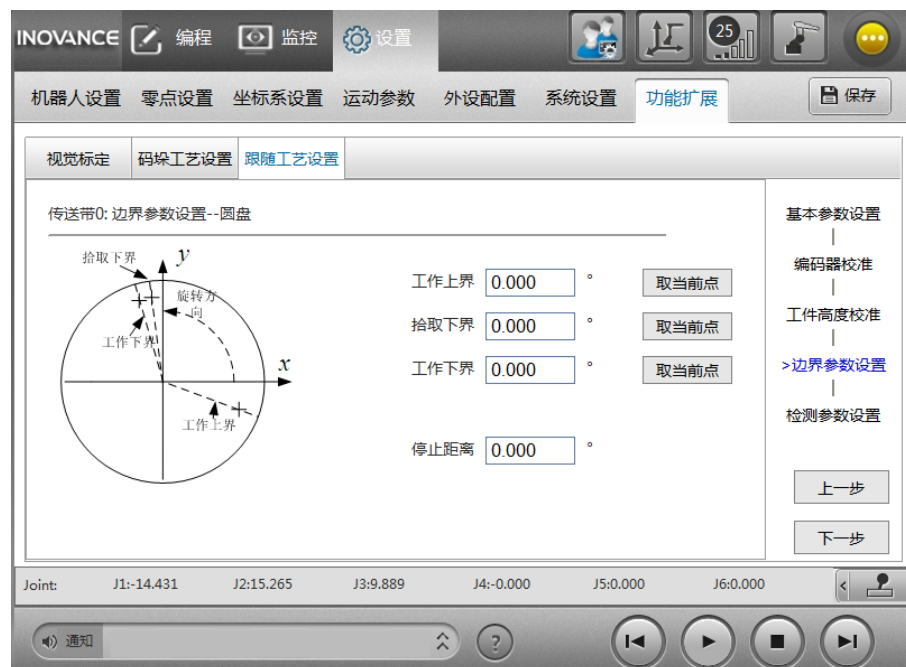 INOVANCE 编程 监控 设置 25
机器人设置 零点设置 坐标系设置 运动参数 外设配置 系统设置 功能扩展 保存
视觉标定 码垛工艺设置 跟随工艺设置
传送带0: 边界参数设置--圆盘
拾取下界
y
旋转方
向
工作下界
x
工作上界
工作上界 0.000 ° 取当前点
拾取下界 0.000 ° 取当前点
工作下界 0.000 ° 取当前点
停止距离 0.000 °
基本参数设置
编码器校准
工件高度校准
>边界参数设置
检测参数设置
上一步
下一步
Joint: J1:-14.431 J2:15.265 J3:9.889 J4:-0.000 J5:0.000 J6:0.000 <
通知 ?